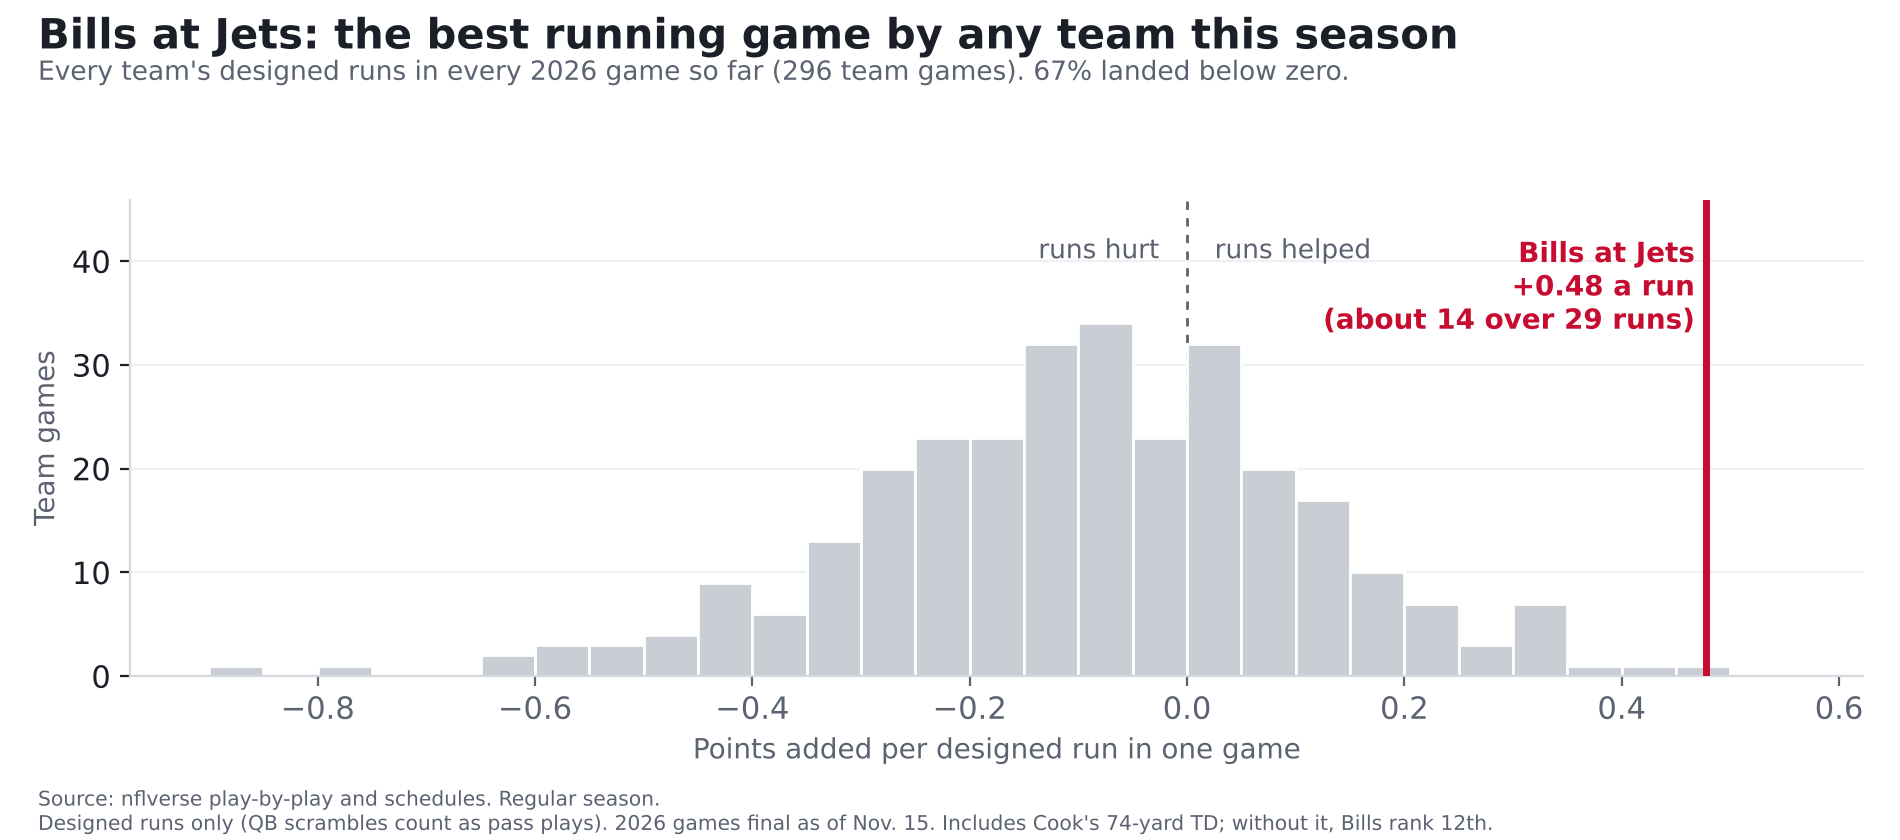 Bills at Jets: the best running game by any team this season
Every team's designed runs in every 2026 game so far (296 team games). 67% landed below zero.
runs hurt
runs helped
Bills at Jets
+0.48 a run
(about 14 over 29 runs)
Team games
40
30
20
10
0
−0.8
−0.6
−0.4
−0.2
0.0
0.2
0.4
0.6
Points added per designed run in one game
Source: nflverse play-by-play and schedules. Regular season.
Designed runs only (QB scrambles count as pass plays). 2026 games final as of Nov. 15. Includes Cook's 74-yard TD; without it, Bills rank 12th.